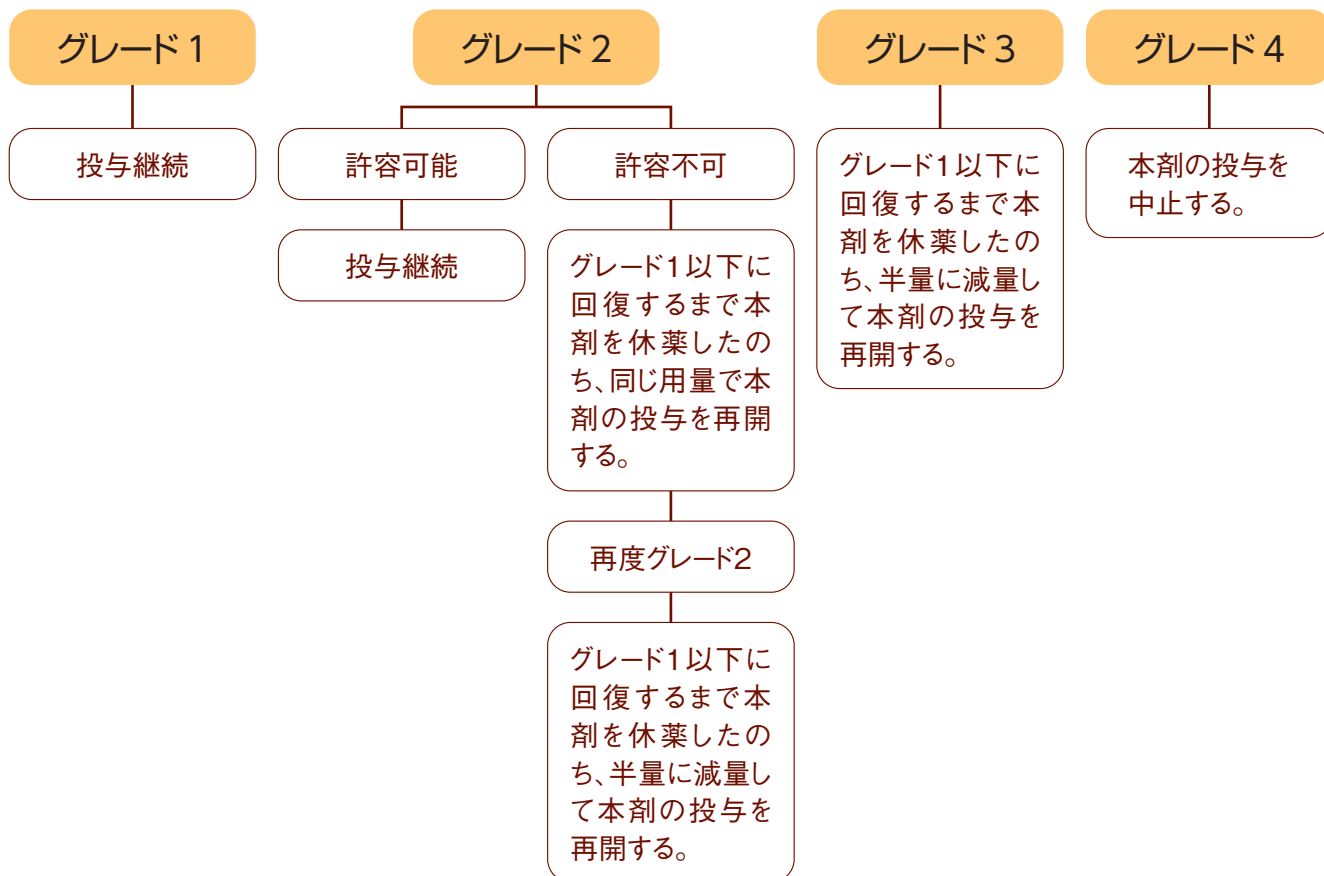 グレード 1
グレード 2
グレード 3
グレード 4
投与継続
許容可能
許容不可
グレード1以下に
回復するまで本
剤を休薬したの
ち、半量に減量し
て本剤の投与を
再開する。
本剤の投与を
中止する。
投与継続
グレード1以下に
回復するまで本
剤を休薬したの
ち、同じ用量で本
剤の投与を再開
する。
再度グレード2
グレード1以下に
回復するまで本
剤を休薬したの
ち、半量に減量し
て本剤の投与を
再開する。